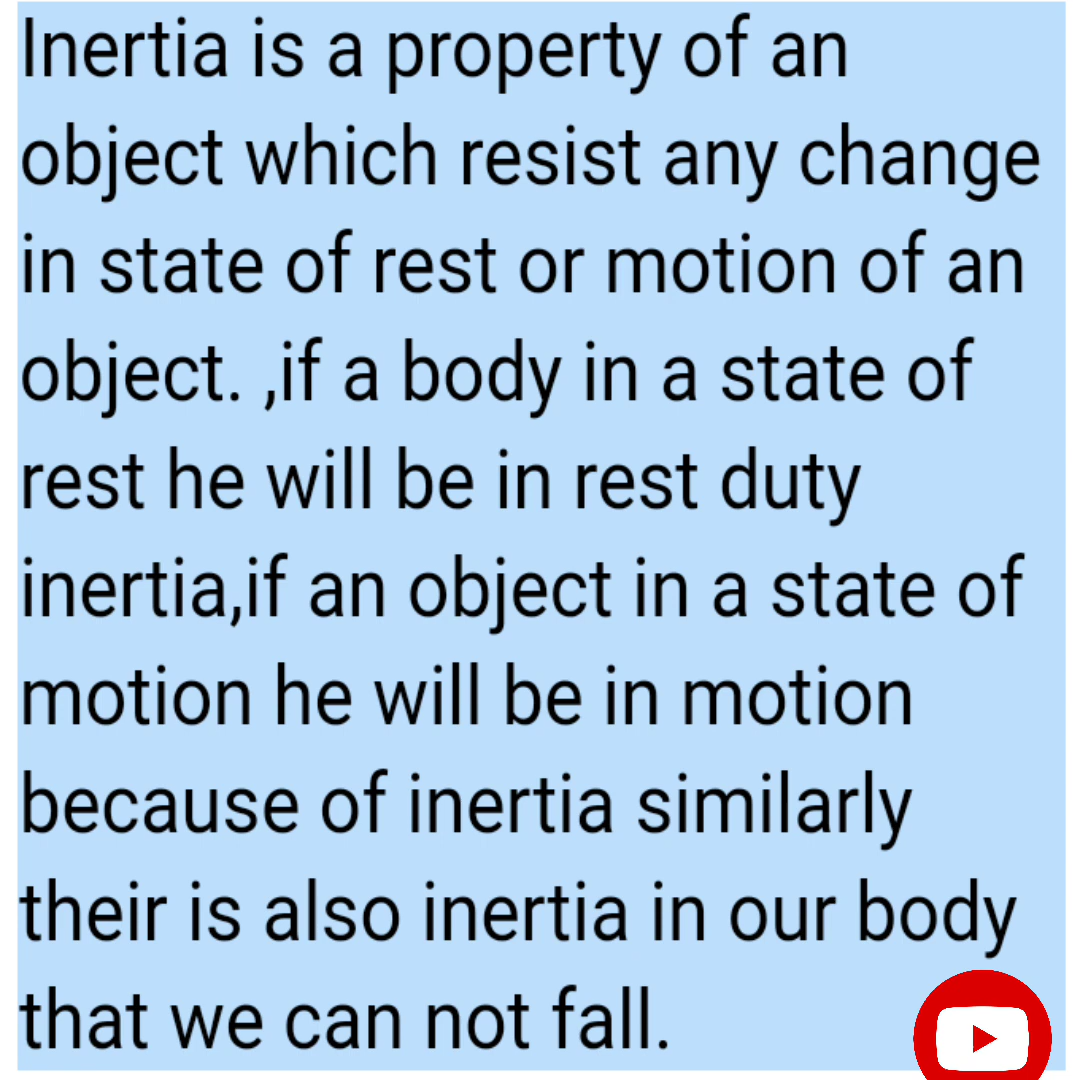 Inertia is a property of an
object which resist any change
in state of rest or motion of an
object. ,if a body in a state of
rest he will be in rest duty
inertia,if an object in a state of
motion he will be in motion
because of inertia similarly
their is also inertia in our body
that we can not fall.